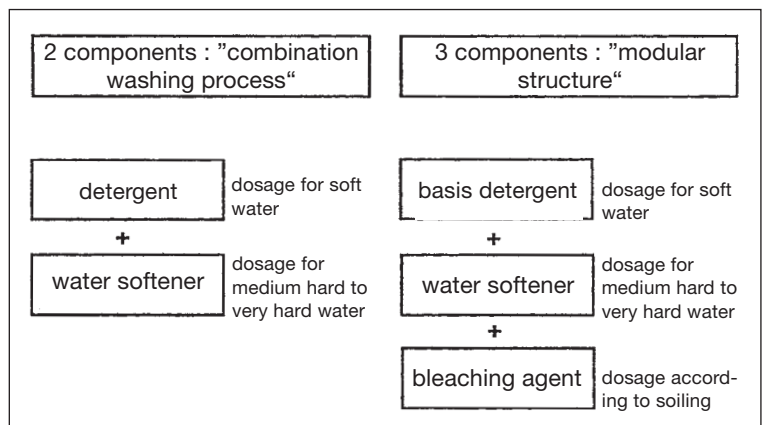 2 components : ”combination
washing process“
3 components : ”modular
structure“
detergent
dosage for soft
water
+
water softener
dosage for
medium hard to
very hard water
basis detergent
dosage for soft
water
+
water softener
dosage for
medium hard to
very hard water
+
bleaching agent
dosage accord-
ing to soiling